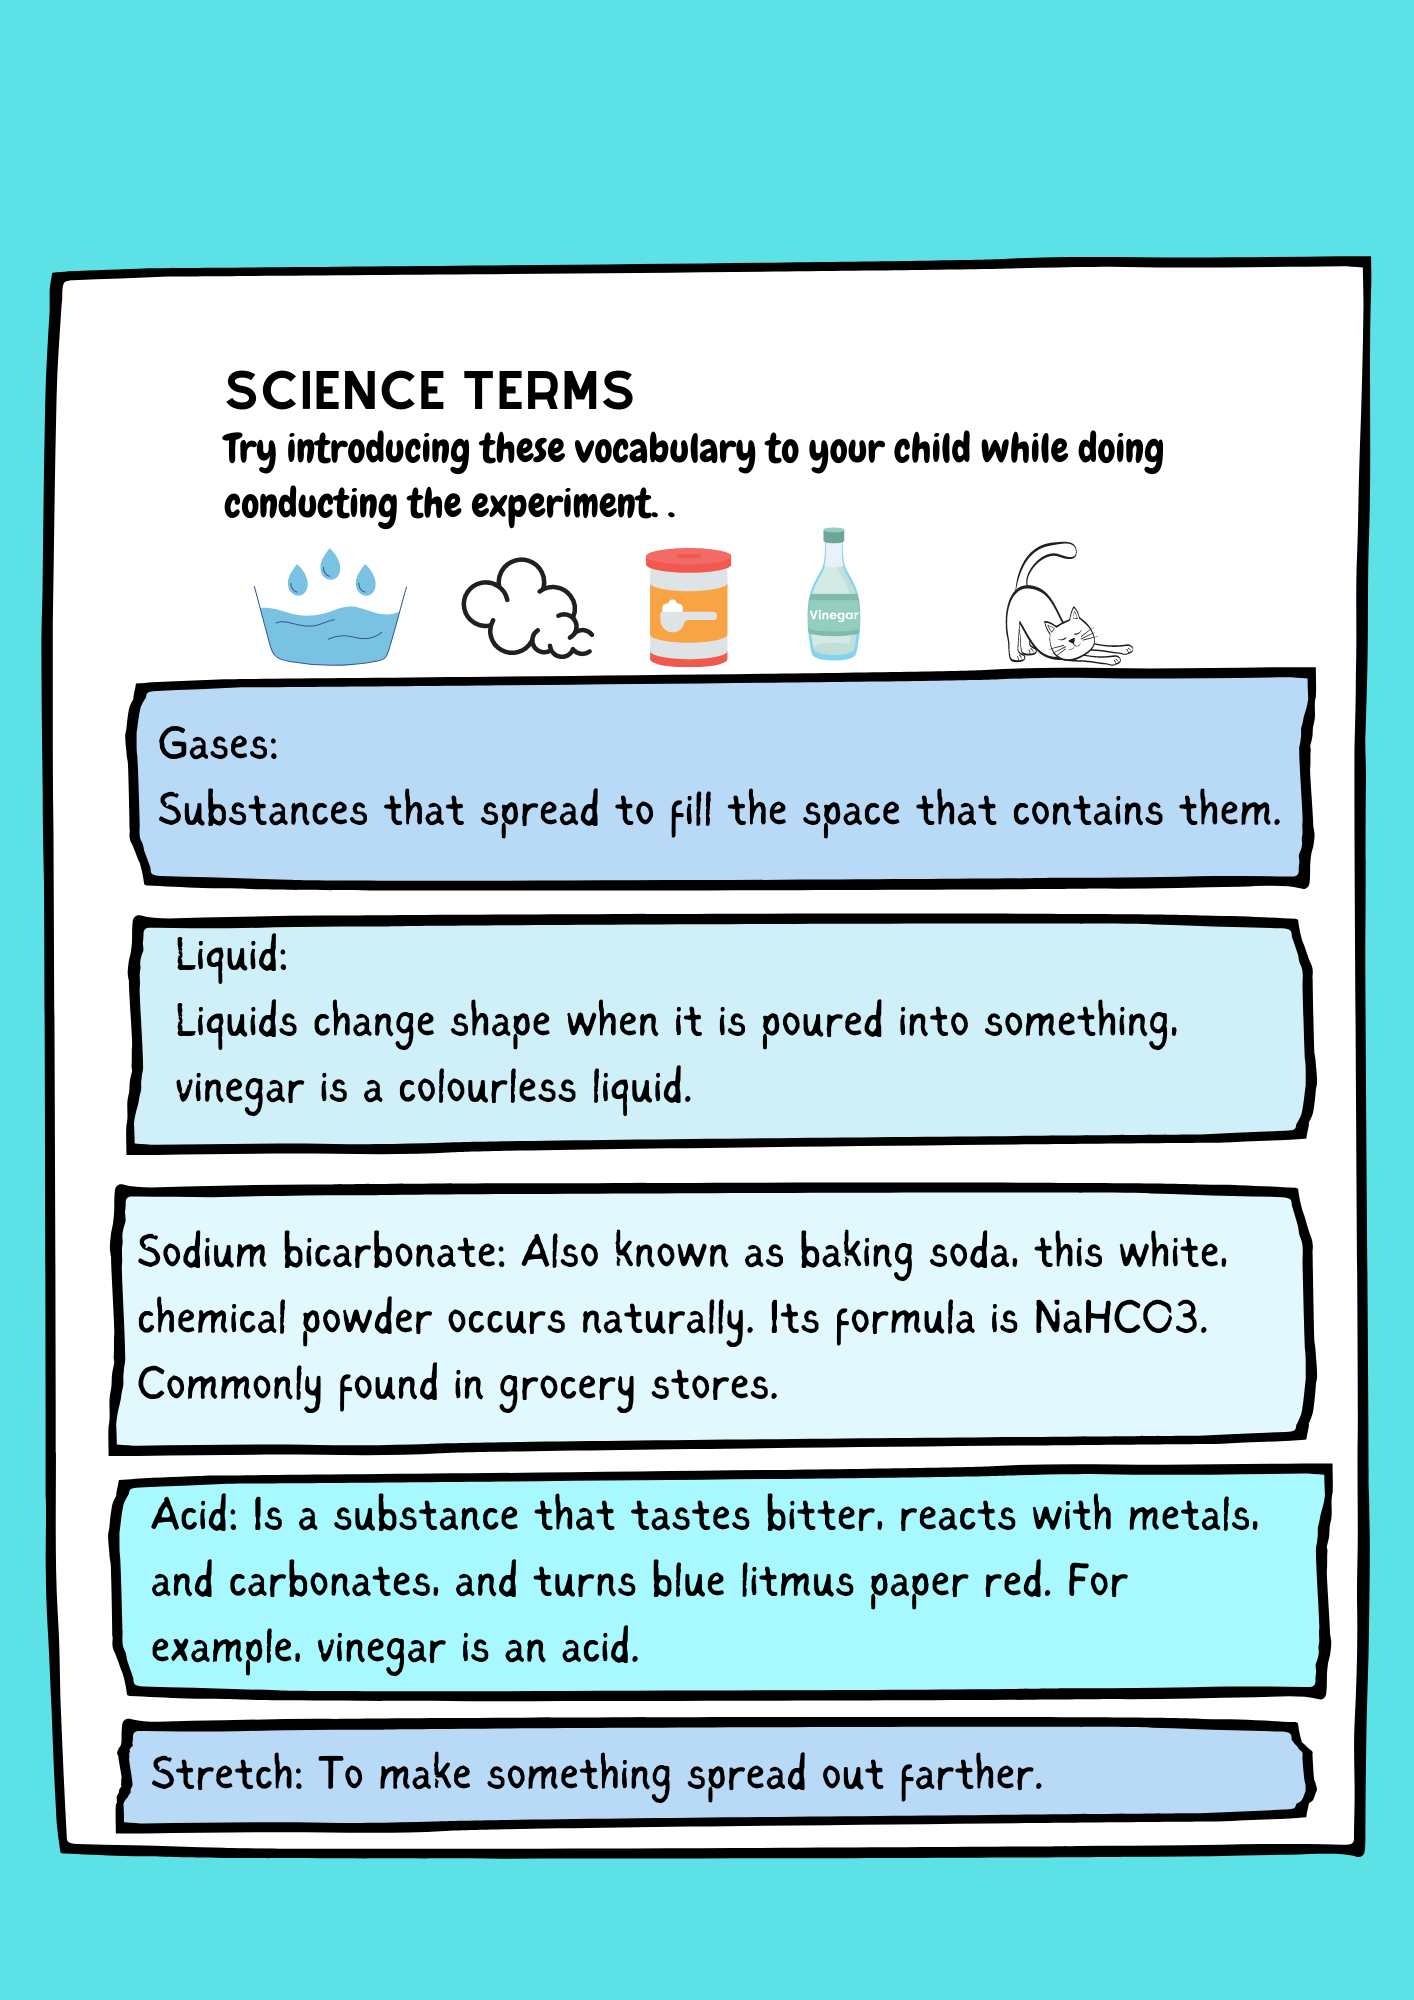 SCIENCE TERMS
Try introducing these vocabulary to your child while doing
conducting the experiment. .
Vinegar
Gases:
Substances that spread to fill the space that contains them.
Liquid:
Liquids change shape when it is poured into something,
vinegar is a colourless liquid.
Sodium bicarbonate: Also known as baking soda, this white,
chemical powder occurs naturally. Its formula is NaHCO3.
Commonly found in grocery stores.
Acid: Is a substance that tastes bitter, reacts with metals,
and carbonates, and turns blue litmus paper red. For
example, vinegar is an acid.
Stretch: To make something spread out farther.